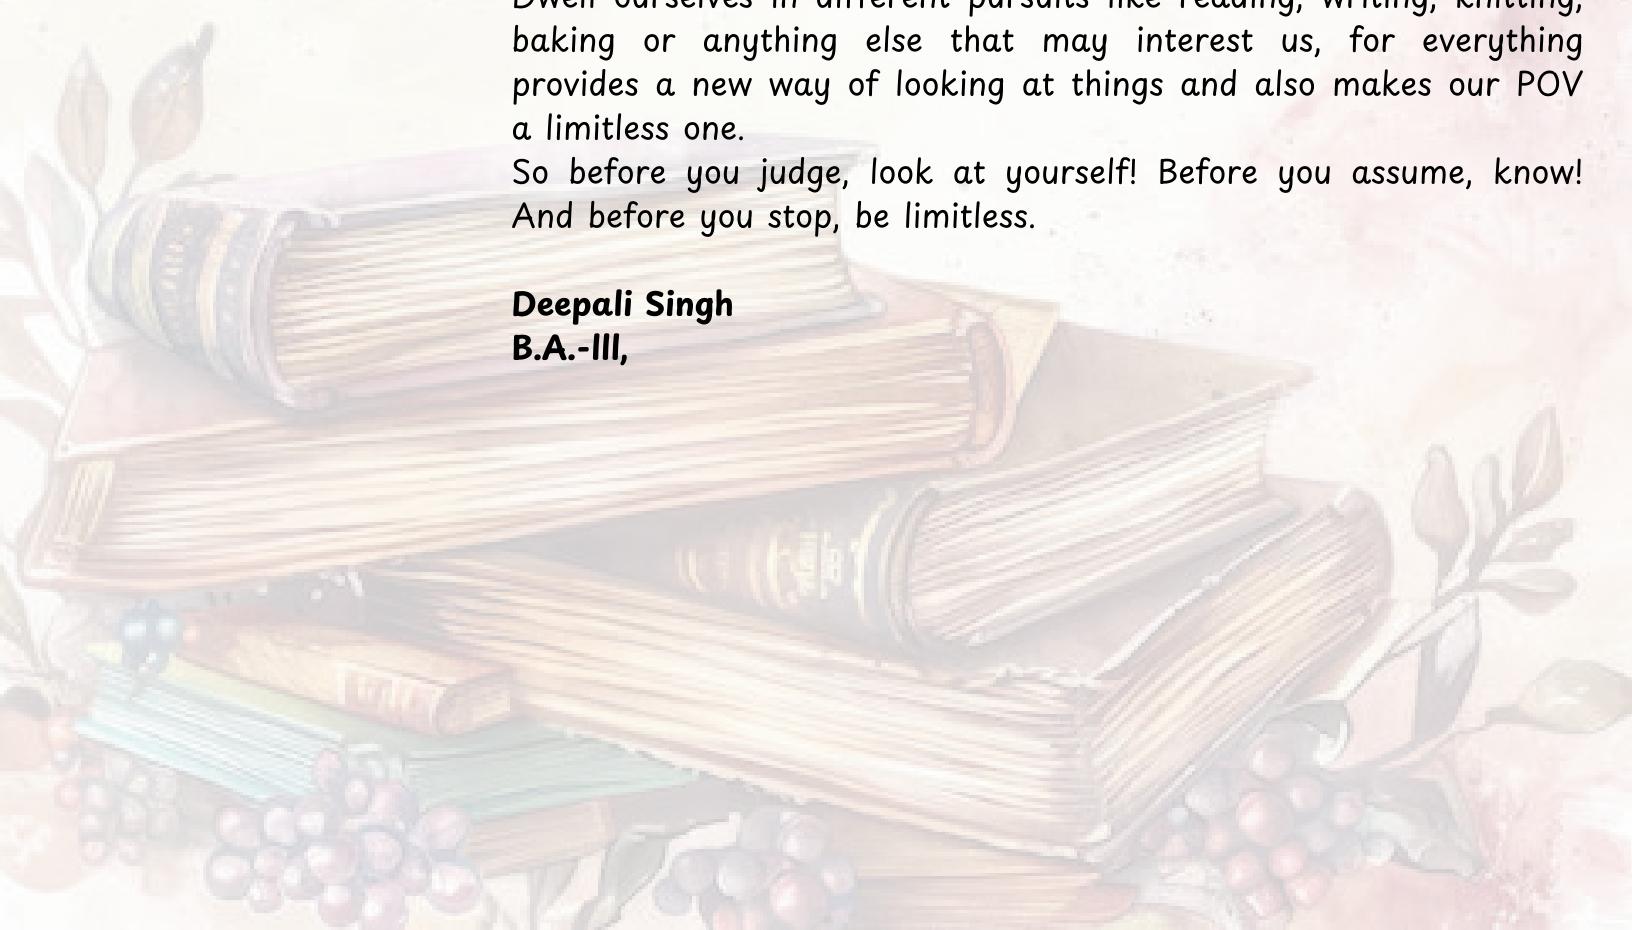 Dwell ourselves in different pursuits like reading, writing, knitting,
baking or anything else that may interest us, for everything
provides a new way of looking at things and also makes our POV
a limitless one.
So before you judge, look at yourself! Before you assume, know!
And before you stop, be limitless.
Deepali Singh
B.A.-lll,